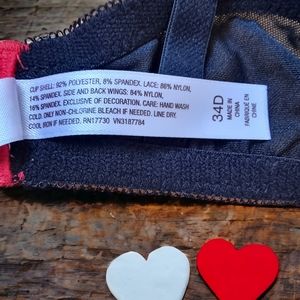 CUP SHELL: 92% POLYESTER, 8% SPANDEX. LACE: 86% NYLON,
14% SPANDEX. SIDE AND BACK WINGS: 84% NYLON,
16% SPANDEX. EXCLUSIVE OF DECORATION. CARE: HAND WASH
COLD. ONLY NON-CHLORINE BLEACH IF NEEDED. LINE DRY.
COOL IRON IF NEEDED. RN17730 VN3187784
34D
MADE IN
CHINA
FABRIQUÉ EN
CHINE